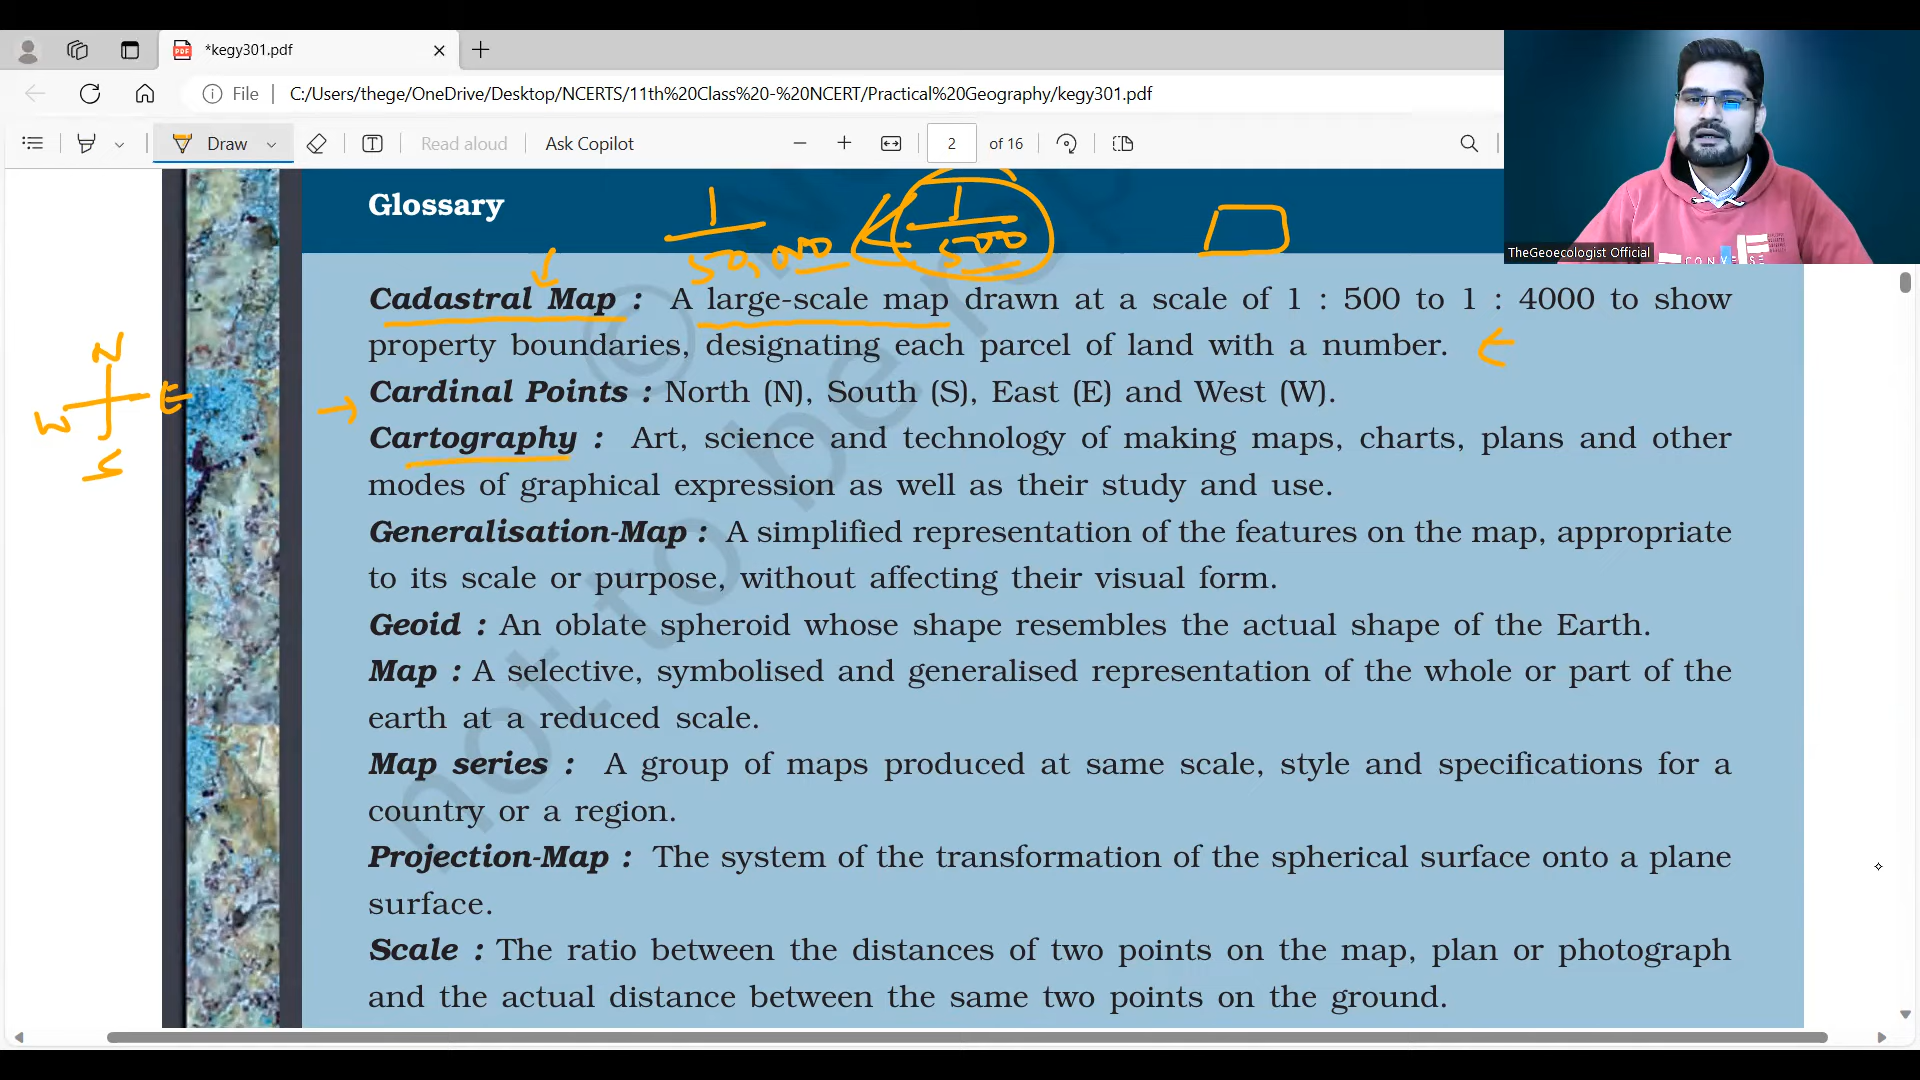 *kegy301.pdf
File
C:/Users/thege/OneDrive/Desktop/NCERTS/11th%20Class%20-%20NCERT/Practical%20Geography/kegy301.pdf
Draw
Read aloud
Ask Copilot
2
of 16
Glossary
1
50,000
1
5000
TheGeoecologist Official
CONVERSE
Cadastral Map : A large-scale map drawn at a scale of 1 : 500 to 1 : 4000 to show
property boundaries, designating each parcel of land with a number.
Cardinal Points : North (N), South (S), East (E) and West (W).
Cartography : Art, science and technology of making maps, charts, plans and other
modes of graphical expression as well as their study and use.
Generalisation-Map : A simplified representation of the features on the map, appropriate
to its scale or purpose, without affecting their visual form.
Geoid : An oblate spheroid whose shape resembles the actual shape of the Earth.
Map : A selective, symbolised and generalised representation of the whole or part of the
earth at a reduced scale.
Map series : A group of maps produced at same scale, style and specifications for a
country or a region.
Projection-Map : The system of the transformation of the spherical surface onto a plane
surface.
Scale : The ratio between the distances of two points on the map, plan or photograph
and the actual distance between the same two points on the ground.
N
E
W
S
not to be rep